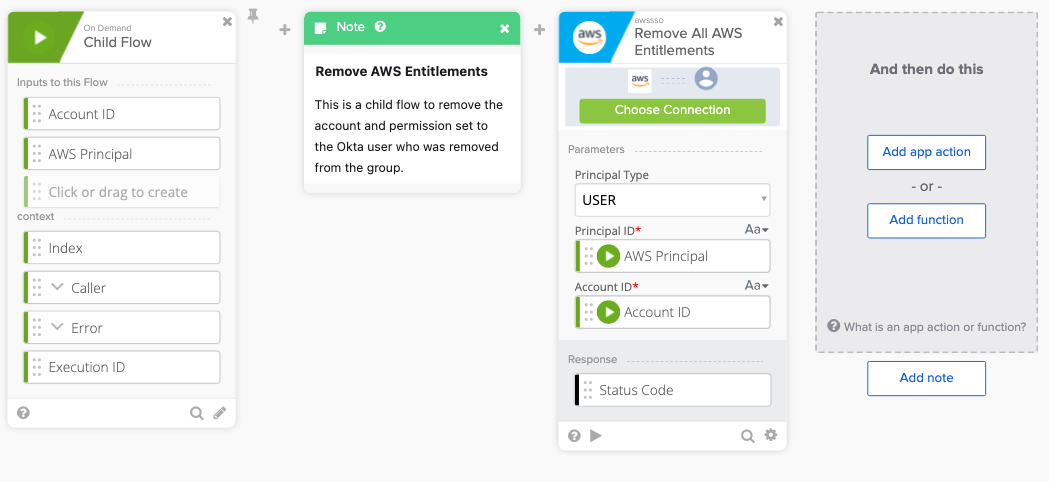 On Demand
Child Flow
Inputs to this Flow
Account ID
AWS Principal
Click or drag to create
context
Index
Caller
Error
Execution ID
Note
Remove AWS Entitlements
This is a child flow to remove the
account and permission set to
the Okta user who was removed
from the group.
aws
awssso
Remove All AWS
Entitlements
aws
Choose Connection
Parameters
Principal Type
USER
Principal ID*
Aa
AWS Principal
Account ID*
Aa
Account ID
Response
Status Code
And then do this
Add app action
- or -
Add function
What is an app action or function?
Add note